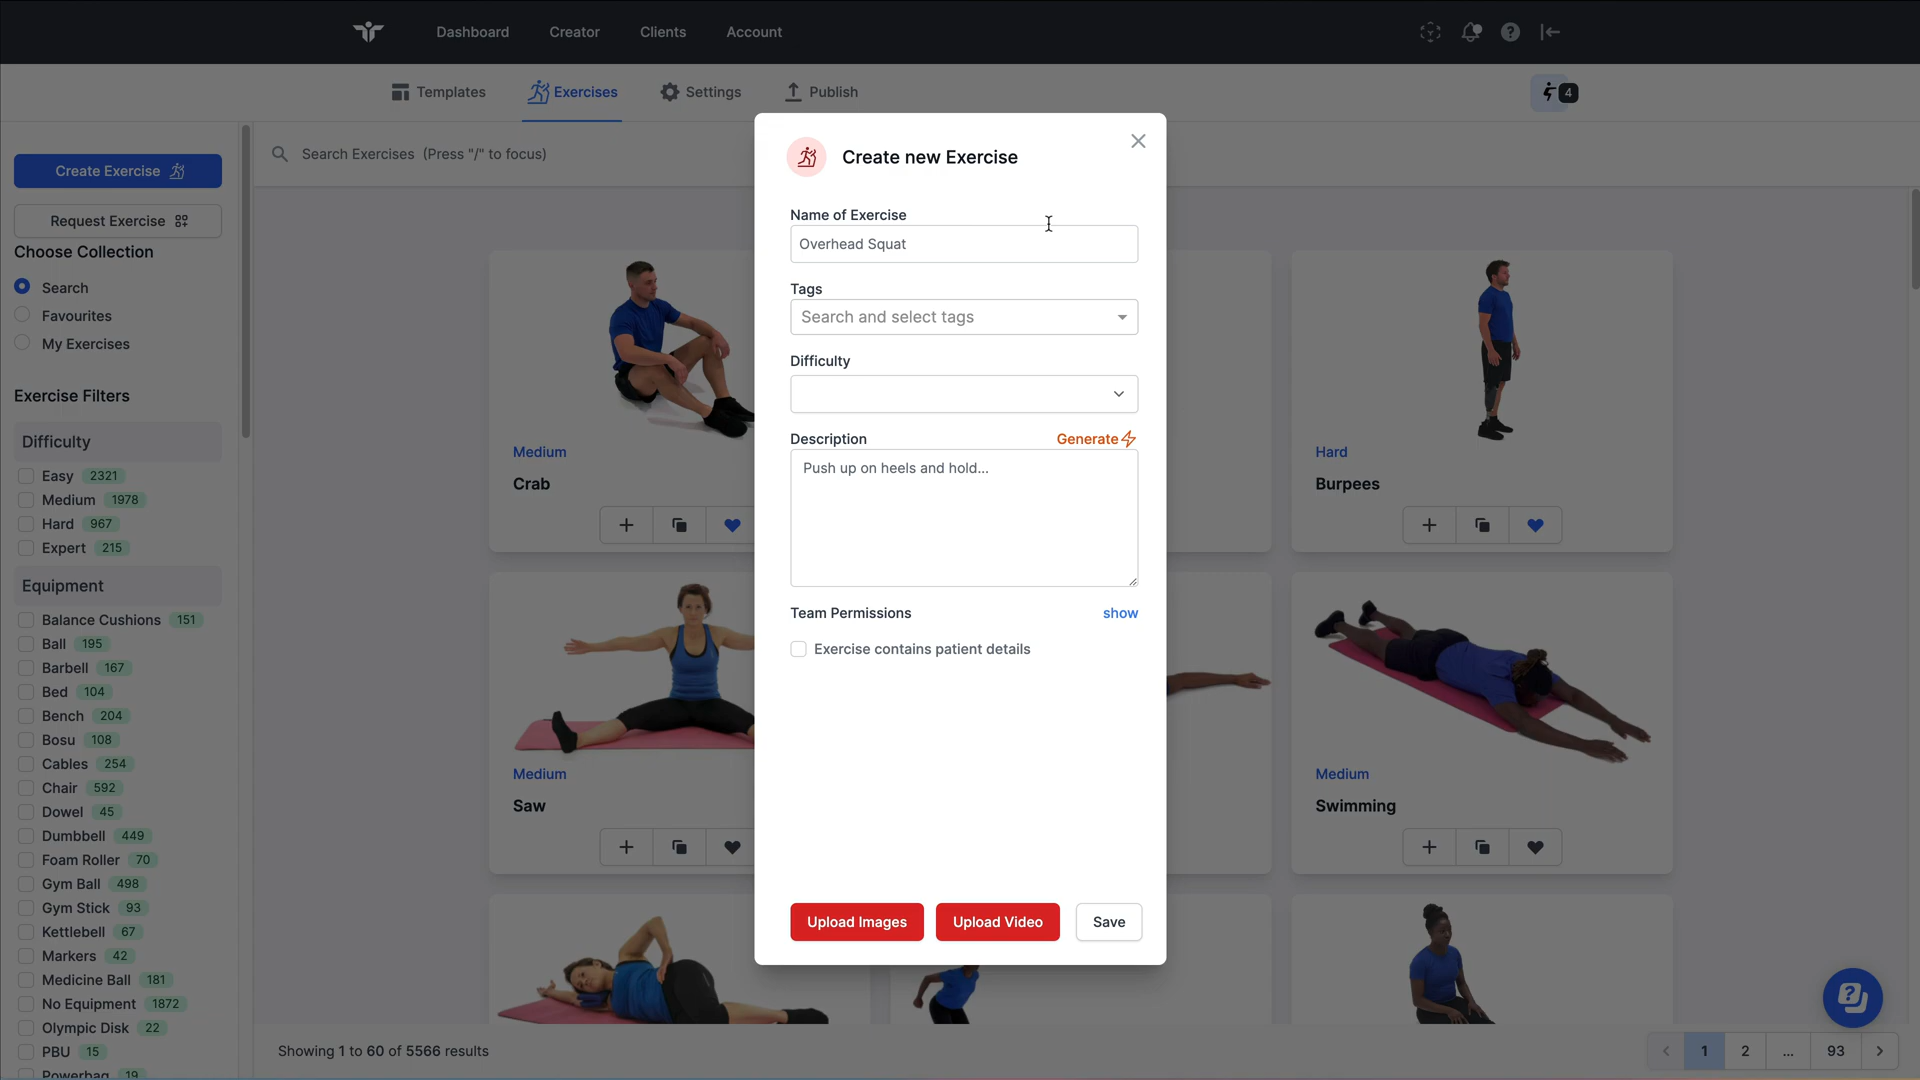 Dashboard
Creator
Clients
Account
Templates
Exercises
Settings
Publish
4
Create Exercise
Request Exercise
Choose Collection
Search
Favourites
My Exercises
Exercise Filters
Difficulty
Easy 2321
Medium 1978
Hard 967
Expert 215
Equipment
Balance Cushions 151
Ball 195
Barbell 167
Bed 104
Bench 204
Bosu 108
Cables 254
Chair 592
Dowel 45
Dumbbell 449
Foam Roller 70
Gym Ball 498
Gym Stick 93
Kettlebell 67
Markers 42
Medicine Ball 181
No Equipment 1872
Olympic Disk 22
PBU 15
Powerbag 19
Search Exercises (Press "/" to focus)
Medium
Crab
Hard
Burpees
Medium
Saw
Medium
Swimming
Create new Exercise
Name of Exercise
Overhead Squat
Tags
Search and select tags
Difficulty
Description
Generate
Push up on heels and hold...
Team Permissions
show
Exercise contains patient details
Upload Images
Upload Video
Save
Showing 1 to 60 of 5566 results
1
2
...
93